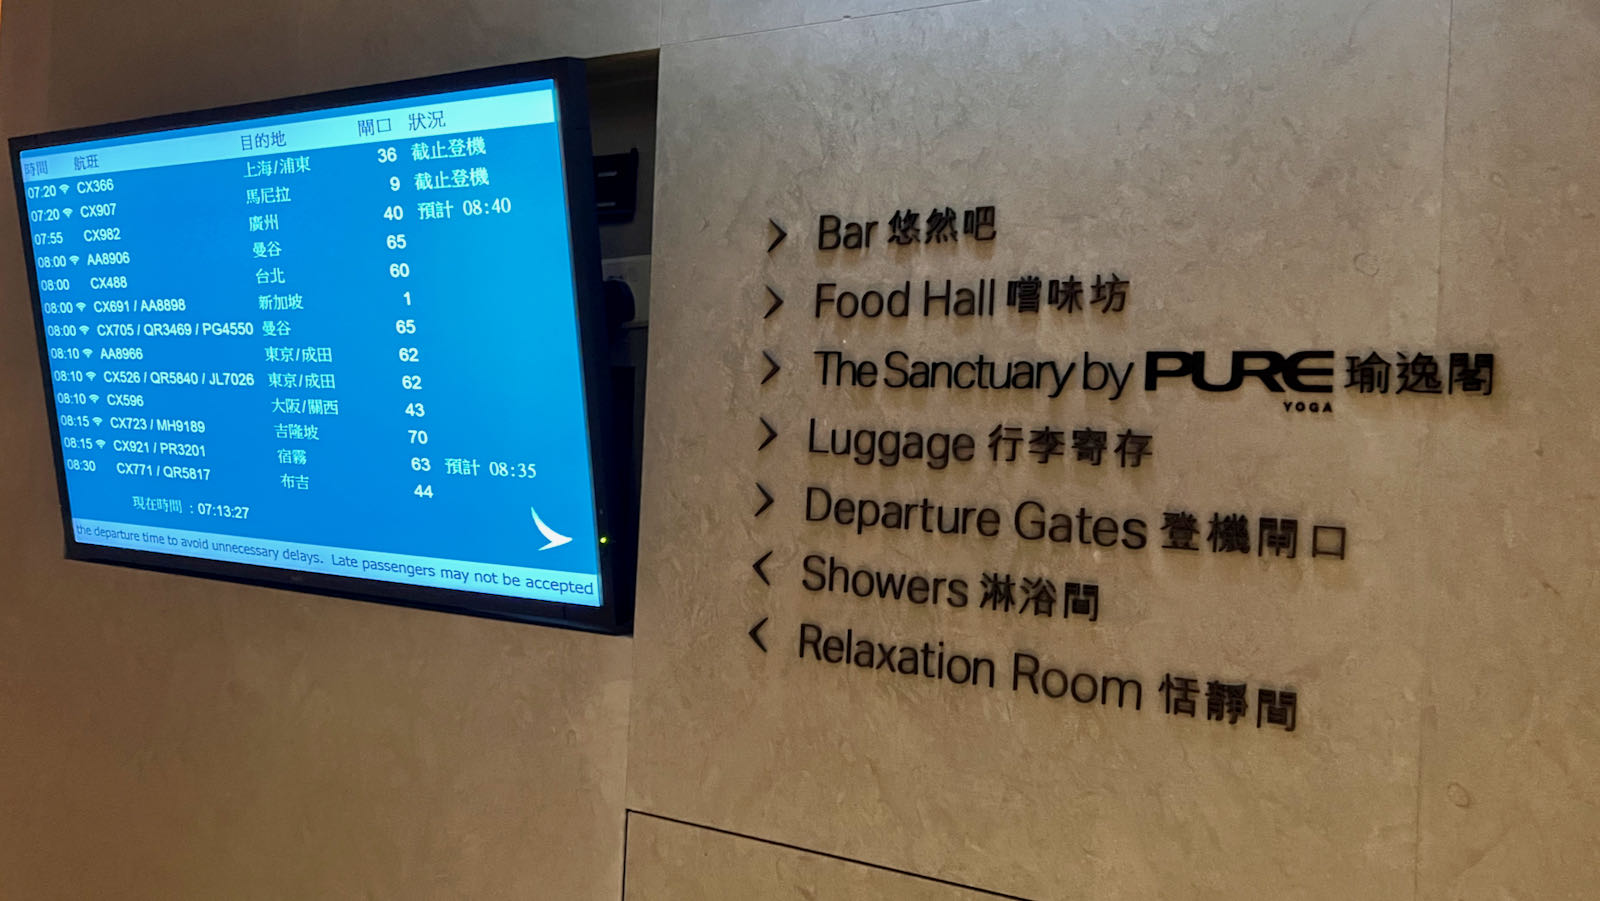 時間 航班 目的地 閘口 狀況
07:20 CX366 上海/浦東 36 截止登機
07:20 CX907 馬尼拉 9 截止登機
07:55 CX982 廣州 40 預計 08:40
08:00 AA8906 曼谷 65
08:00 CX488 台北 60
08:00 CX691 / AA8898 新加坡 1
08:00 CX705 / QR3469 / PG4550 曼谷 65
08:10 AA8966 東京/成田 62
08:10 CX526 / QR5840 / JL7026 東京/成田 62
08:10 CX596 大阪/關西 43
08:15 CX723 / MH9189 吉隆坡 70
08:15 CX921 / PR3201 宿霧 63 預計 08:35
08:30 CX771 / QR5817 布吉 44
現在時間 : 07:13:27
the departure time to avoid unnecessary delays. Late passengers may not be accepted
> Bar 悠然吧
> Food Hall 嚐味坊
> The Sanctuary by PURE YOGA 瑜逸閣
> Luggage 行李寄存
> Departure Gates 登機閘口
< Showers 淋浴間
< Relaxation Room 恬靜間